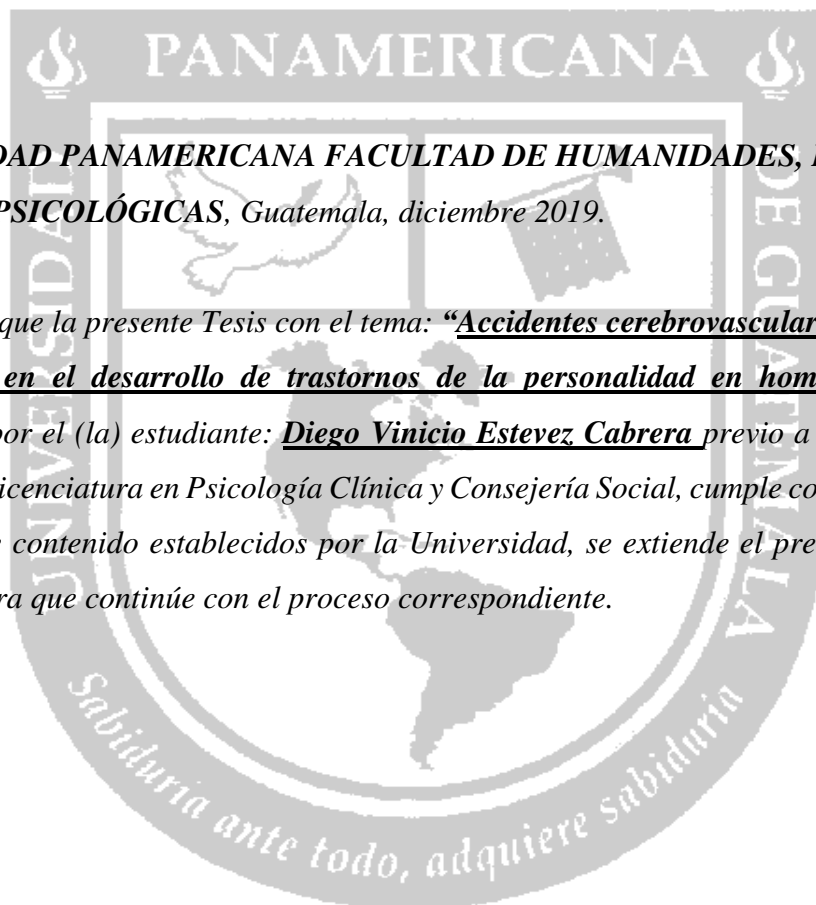 PANAMERICANA
UNIVERSIDAD
DE GUATEMALA
DAD PANAMERICANA FACULTAD DE HUMANIDADES,
PSICOLÓGICAS, Guatemala, diciembre 2019.
que la presente Tesis con el tema: “Accidentes cerebrovascular
en el desarrollo de trastornos de la personalidad en hom
por el (la) estudiante: Diego Vinicio Estevez Cabrera previo a
icenciatura en Psicología Clínica y Consejería Social, cumple co
contenido establecidos por la Universidad, se extiende el pre
ra que continúe con el proceso correspondiente.
Sabiduría ante todo, adquiere sabiduría